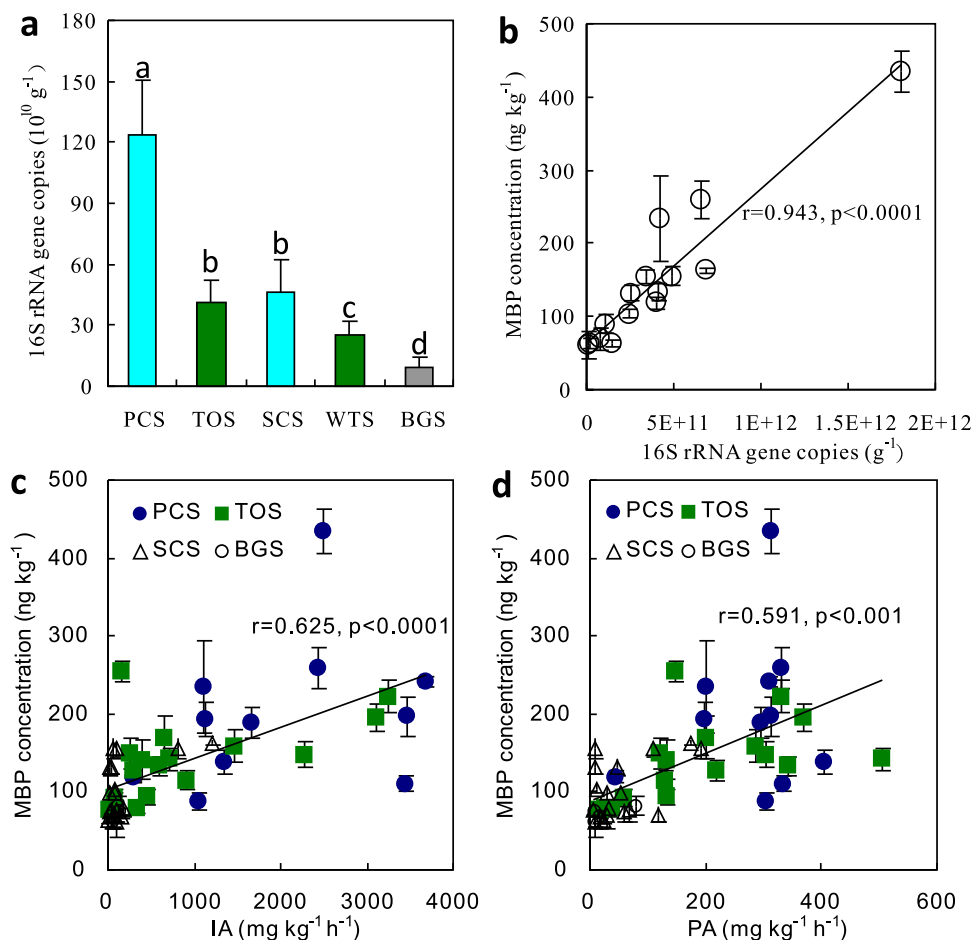 a
16S rRNA gene copies (10¹⁰ g⁻¹)
180
150
120
90
60
30
0
a
b
b
c
d
PCS TOS SCS WTS BGS
b
MBP concentration (ng kg⁻¹)
500
400
300
200
100
0
r=0.943, p<0.0001
0 5E+11 1E+12 1.5E+12 2E+12
16S rRNA gene copies (g⁻¹)
c
MBP concentration (ng kg⁻¹)
500
400
300
200
100
0
PCS TOS
SCS BGS
r=0.625, p<0.0001
0 1000 2000 3000 4000
IA (mg kg⁻¹ h⁻¹)
d
MBP concentration (ng kg⁻¹)
500
400
300
200
100
0
PCS TOS
SCS BGS
r=0.591, p<0.001
0 200 400 600
PA (mg kg⁻¹ h⁻¹)